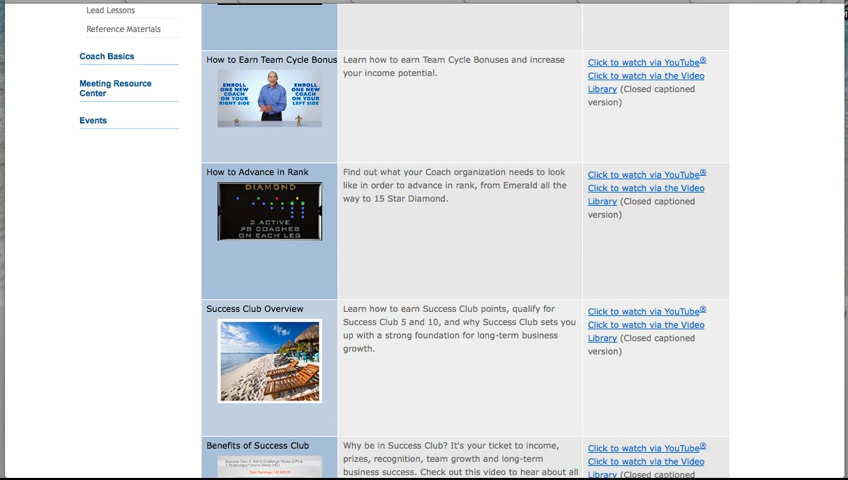 Lead Lessons
Reference Materials
Coach Basics
Meeting Resource
Center
Events
How to Earn Team Cycle Bonus
ENROLL
ONE NEW
COACH
ON YOUR
RIGHT SIDE
ENROLL
ONE NEW
COACH
ON YOUR
LEFT SIDE
Learn how to earn Team Cycle Bonuses and increase
your income potential.
Click to watch via YouTube®
Click to watch via the Video
Library (Closed captioned
version)
How to Advance in Rank
DIAMOND
2 ACTIVE
PS COACHES
ON EACH LEG
Find out what your Coach organization needs to look
like in order to advance in rank, from Emerald all the
way to 15 Star Diamond.
Click to watch via YouTube®
Click to watch via the Video
Library (Closed captioned
version)
Success Club Overview
Learn how to earn Success Club points, qualify for
Success Club 5 and 10, and why Success Club sets you
up with a strong foundation for long-term business
growth.
Click to watch via YouTube®
Click to watch via the Video
Library (Closed captioned
version)
Benefits of Success Club
Why be in Success Club? It's your ticket to income,
prizes, recognition, team growth and long-term
business success. Check out this video to hear about all
Click to watch via YouTube®
Click to watch via the Video
Library (Closed captioned